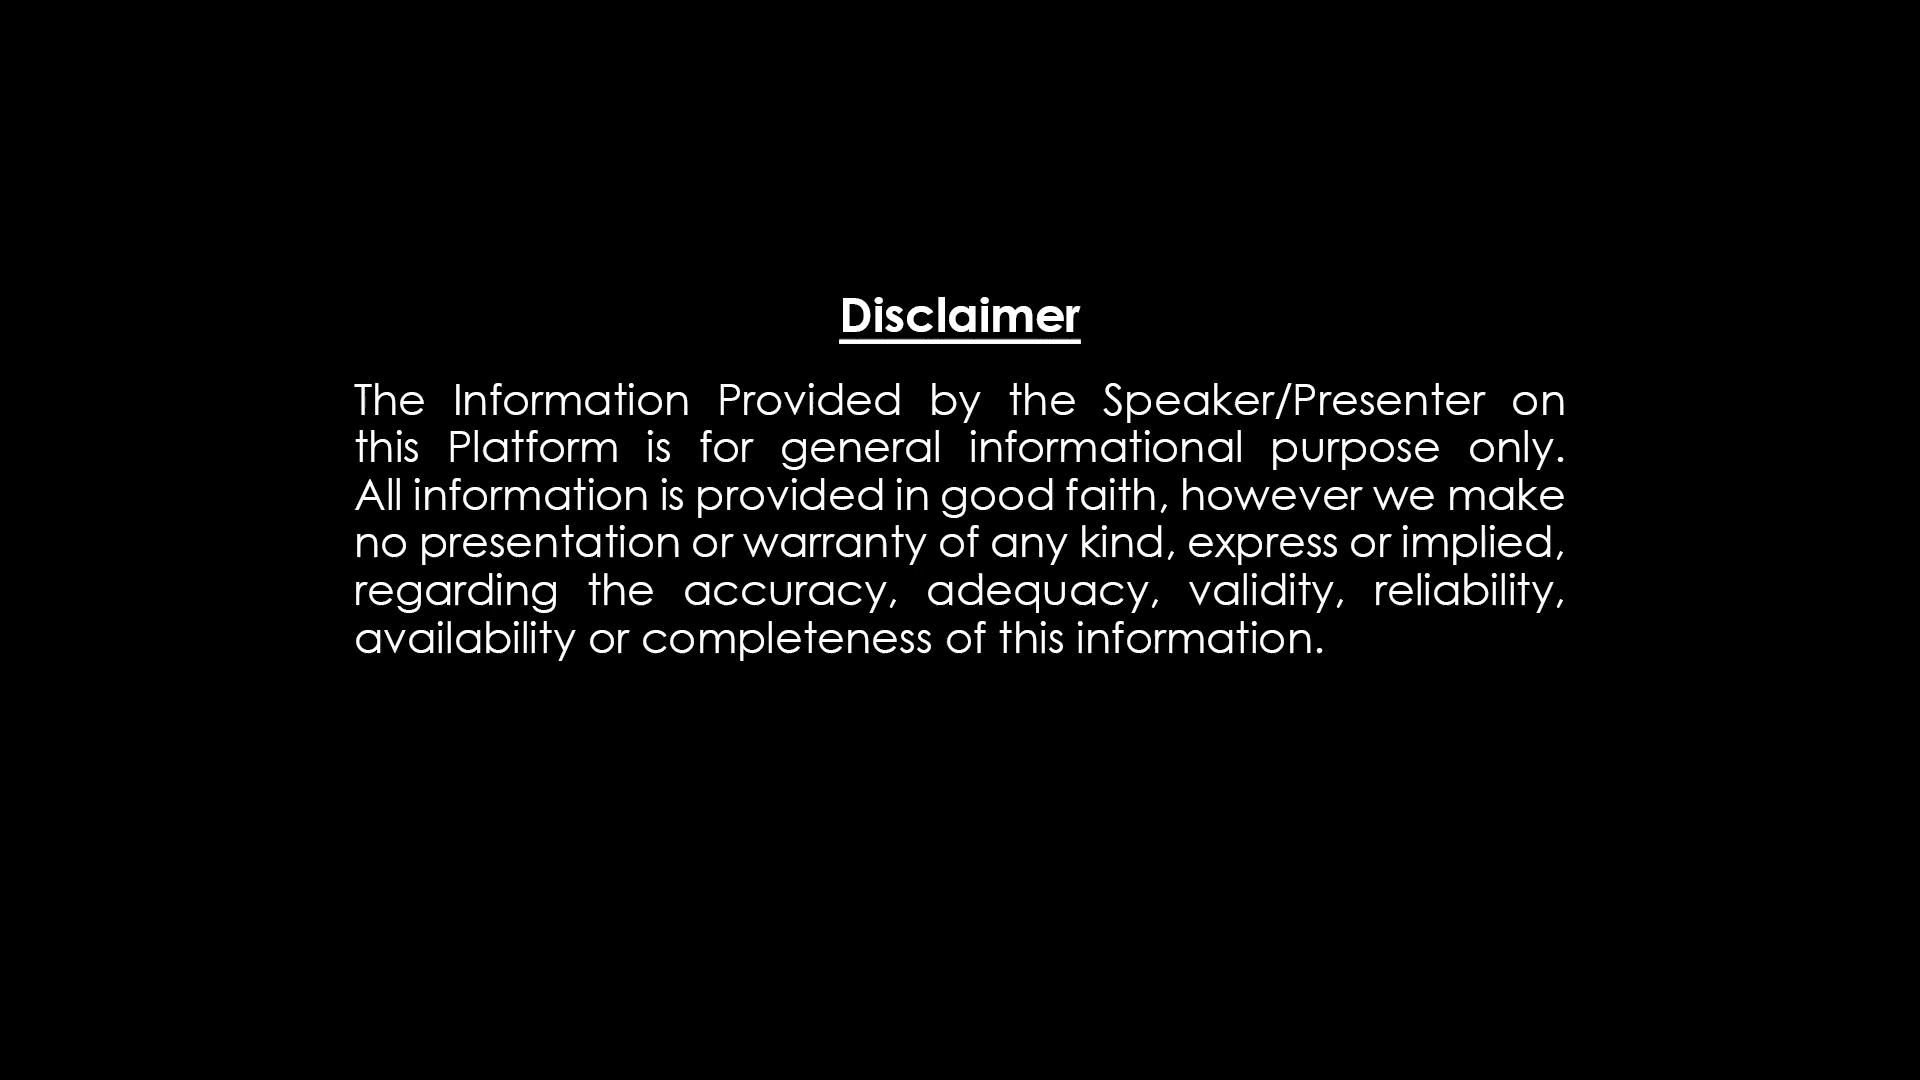 Disclaimer
The Information Provided by the Speaker/Presenter on
this Platform is for general informational purpose only.
All information is provided in good faith, however we make
no presentation or warranty of any kind, express or implied,
regarding the accuracy, adequacy, validity, reliability,
availability or completeness of this information.